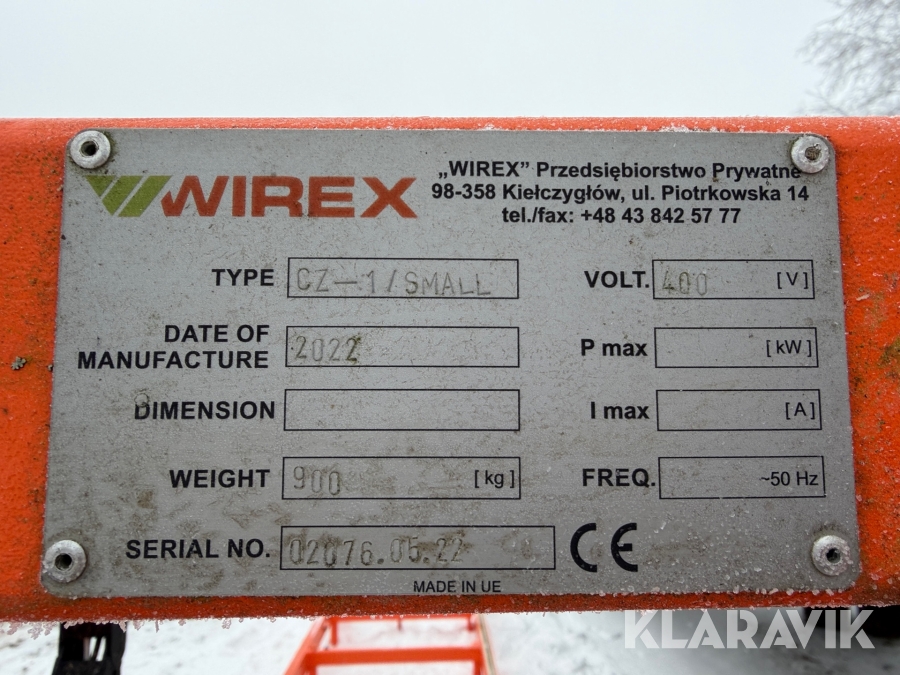 WIREX
„WIREX” Przedsiębiorstwo Prywatne
98-358 Kiełczygłów, ul. Piotrkowska 14
tel./fax: +48 43 842 57 77
TYPE CZ-1/SMALL
DATE OF MANUFACTURE 2022
DIMENSION
WEIGHT 900 [kg]
SERIAL NO. 02076.05.22
VOLT. 400 [V]
P max [kW]
I max [A]
FREQ. ~50 Hz
CE
MADE IN UE
KLARAVIK